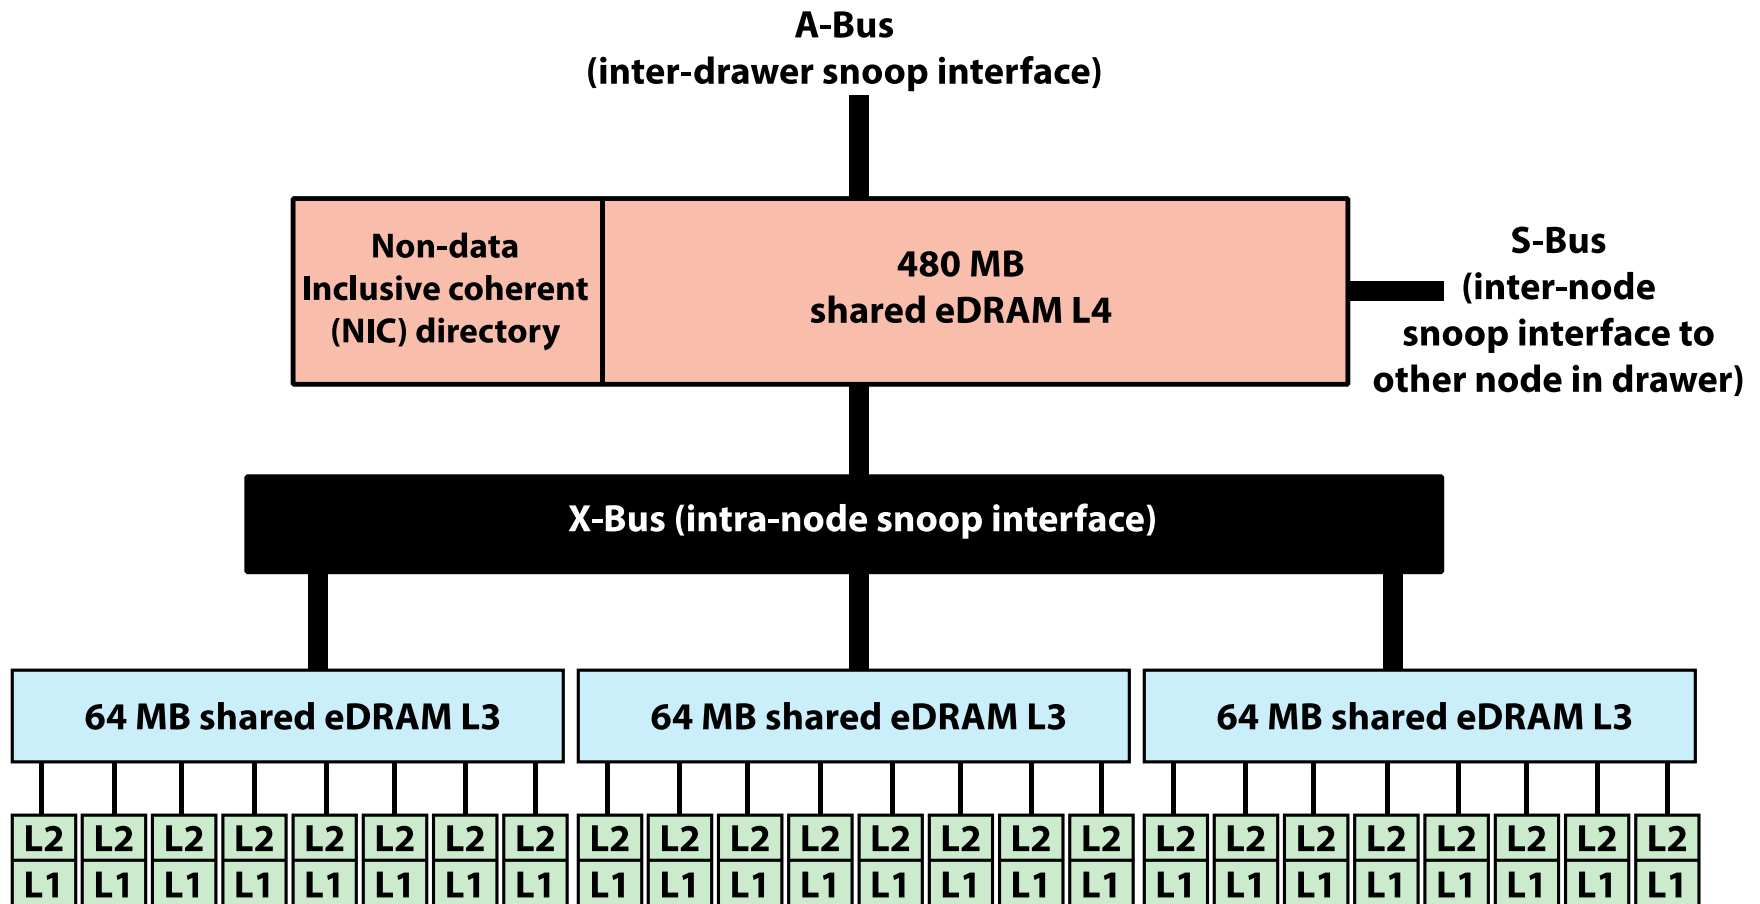 A-Bus
(inter-drawer snoop interface)
Non-data
Inclusive coherent
(NIC) directory
480 MB
shared eDRAM L4
S-Bus
(inter-node
snoop interface to
other node in drawer)
X-Bus (intra-node snoop interface)
64 MB shared eDRAM L3
64 MB shared eDRAM L3
64 MB shared eDRAM L3
L2 L2 L2 L2 L2 L2 L2 L2 L2 L2 L2 L2 L2 L2 L2 L2 L2 L2 L2 L2 L2 L2 L2 L2
L1 L1 L1 L1 L1 L1 L1 L1 L1 L1 L1 L1 L1 L1 L1 L1 L1 L1 L1 L1 L1 L1 L1 L1